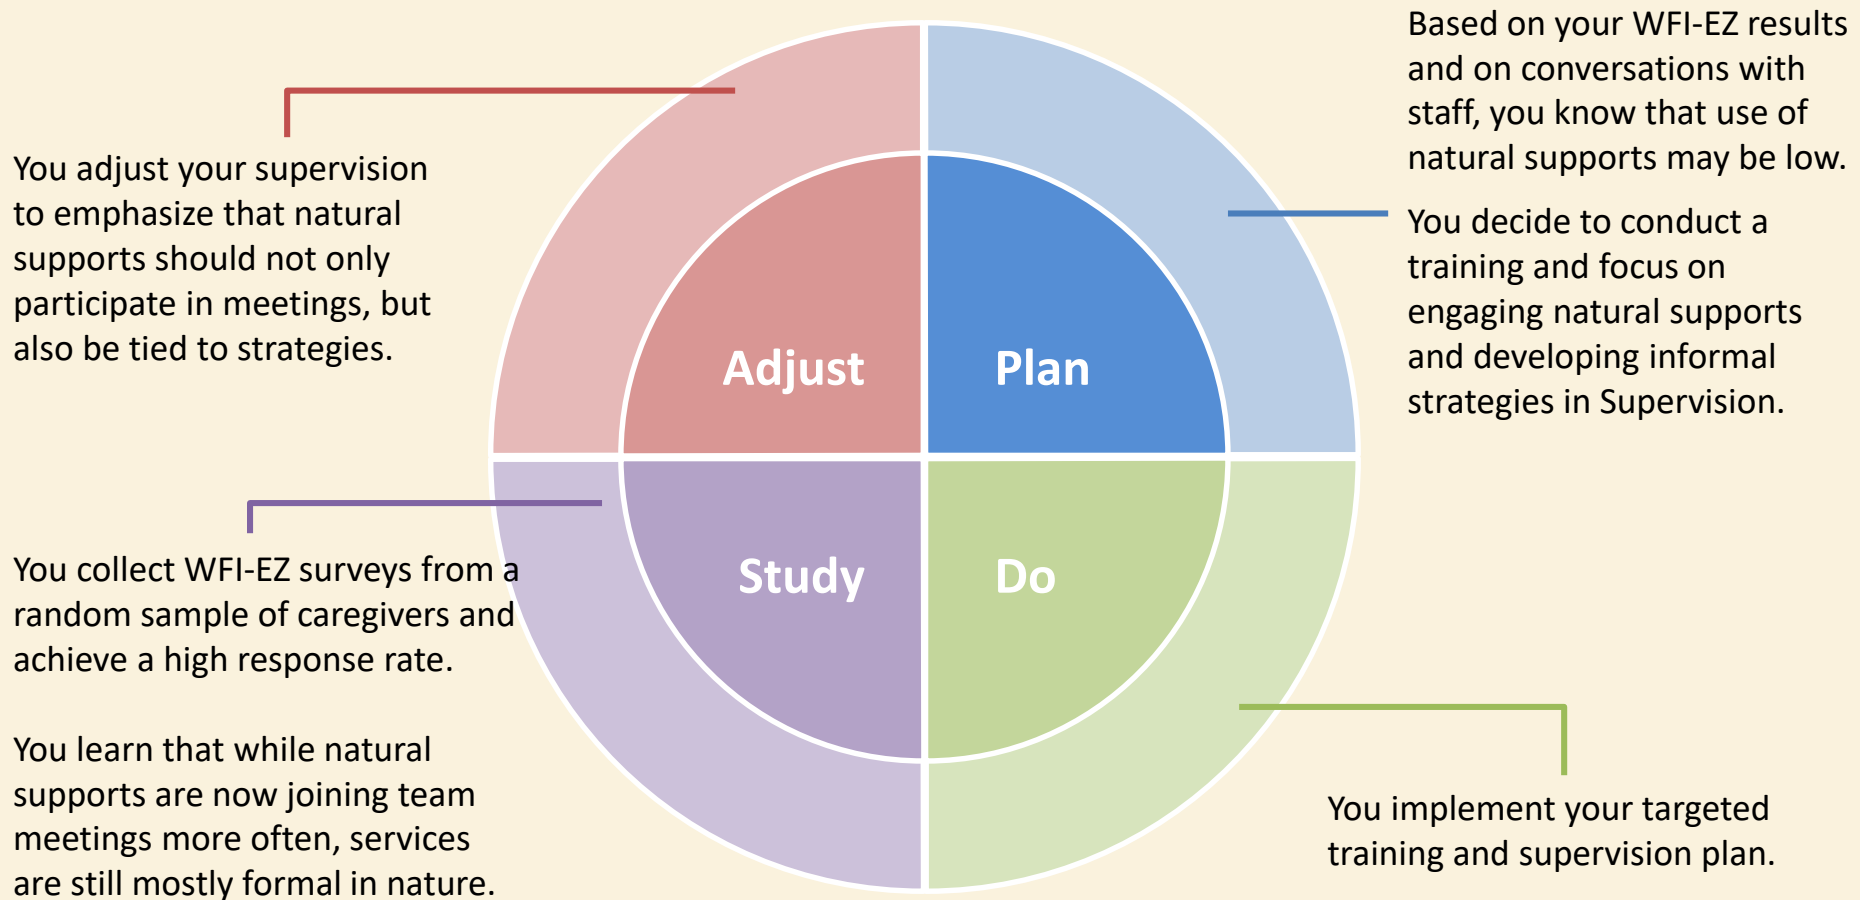 Based on your WFI-EZ results
and on conversations with
staff, you know that use of
natural supports may be low.
You decide to conduct a
training and focus on
engaging natural supports
and developing informal
strategies in Supervision.
You adjust your supervision
to emphasize that natural
supports should not only
participate in meetings, but
also be tied to strategies.
Adjust
Plan
Study
Do
You collect WFI-EZ surveys from a
random sample of caregivers and
achieve a high response rate.
You learn that while natural
supports are now joining team
meetings more often, services
are still mostly formal in nature.
You implement your targeted
training and supervision plan.